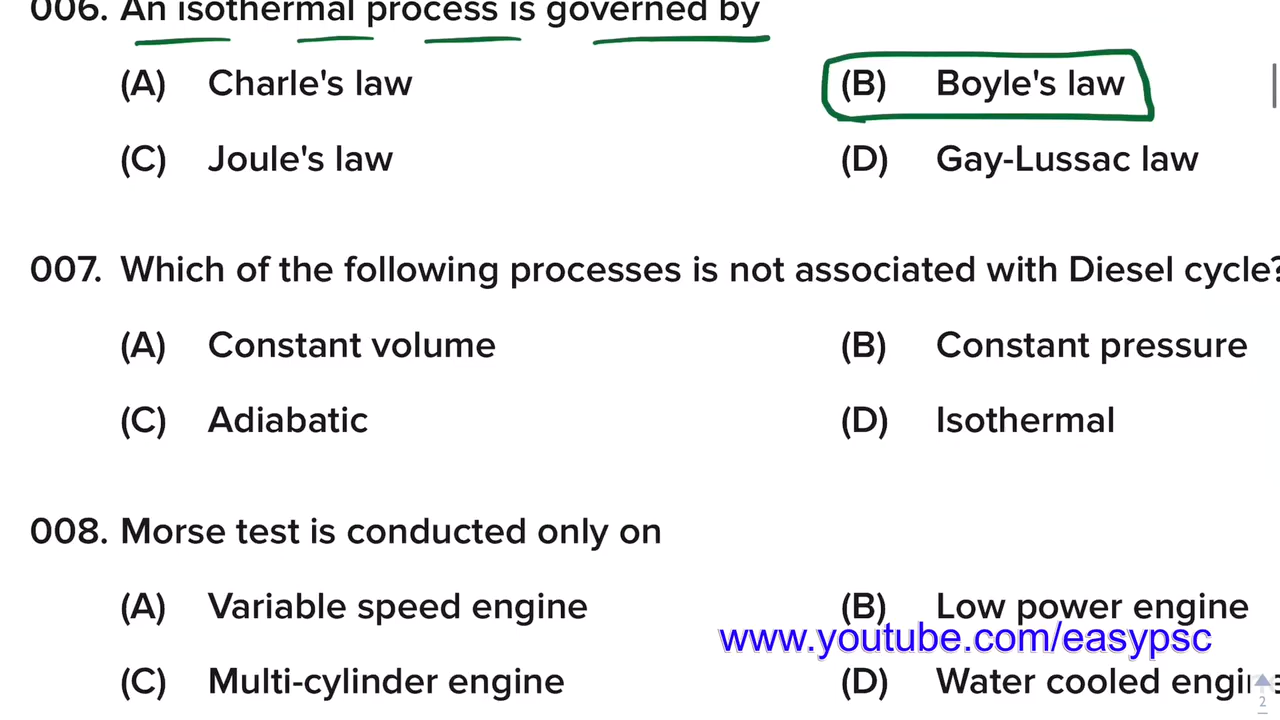 006. An isothermal process is governed by
(A) Charle's law (B) Boyle's law
(C) Joule's law (D) Gay-Lussac law
007. Which of the following processes is not associated with Diesel cycle?
(A) Constant volume (B) Constant pressure
(C) Adiabatic (D) Isothermal
008. Morse test is conducted only on
(A) Variable speed engine (B) Low power engine
www.youtube.com/easypsc
(C) Multi-cylinder engine (D) Water cooled engine
2